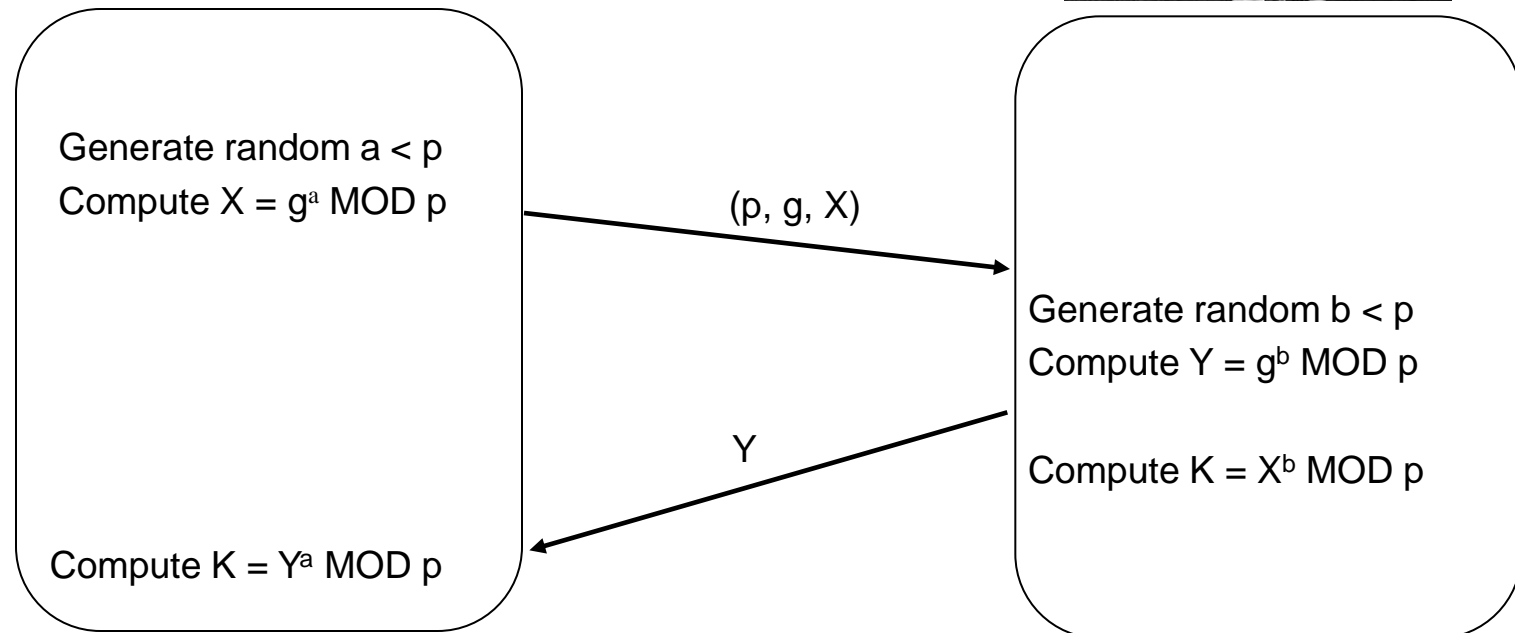 Generate random a < p
Compute X = gᵃ MOD p
(p, g, X)
Generate random b < p
Compute Y = gᵇ MOD p
Y
Compute K = Xᵇ MOD p
Compute K = Yᵃ MOD p